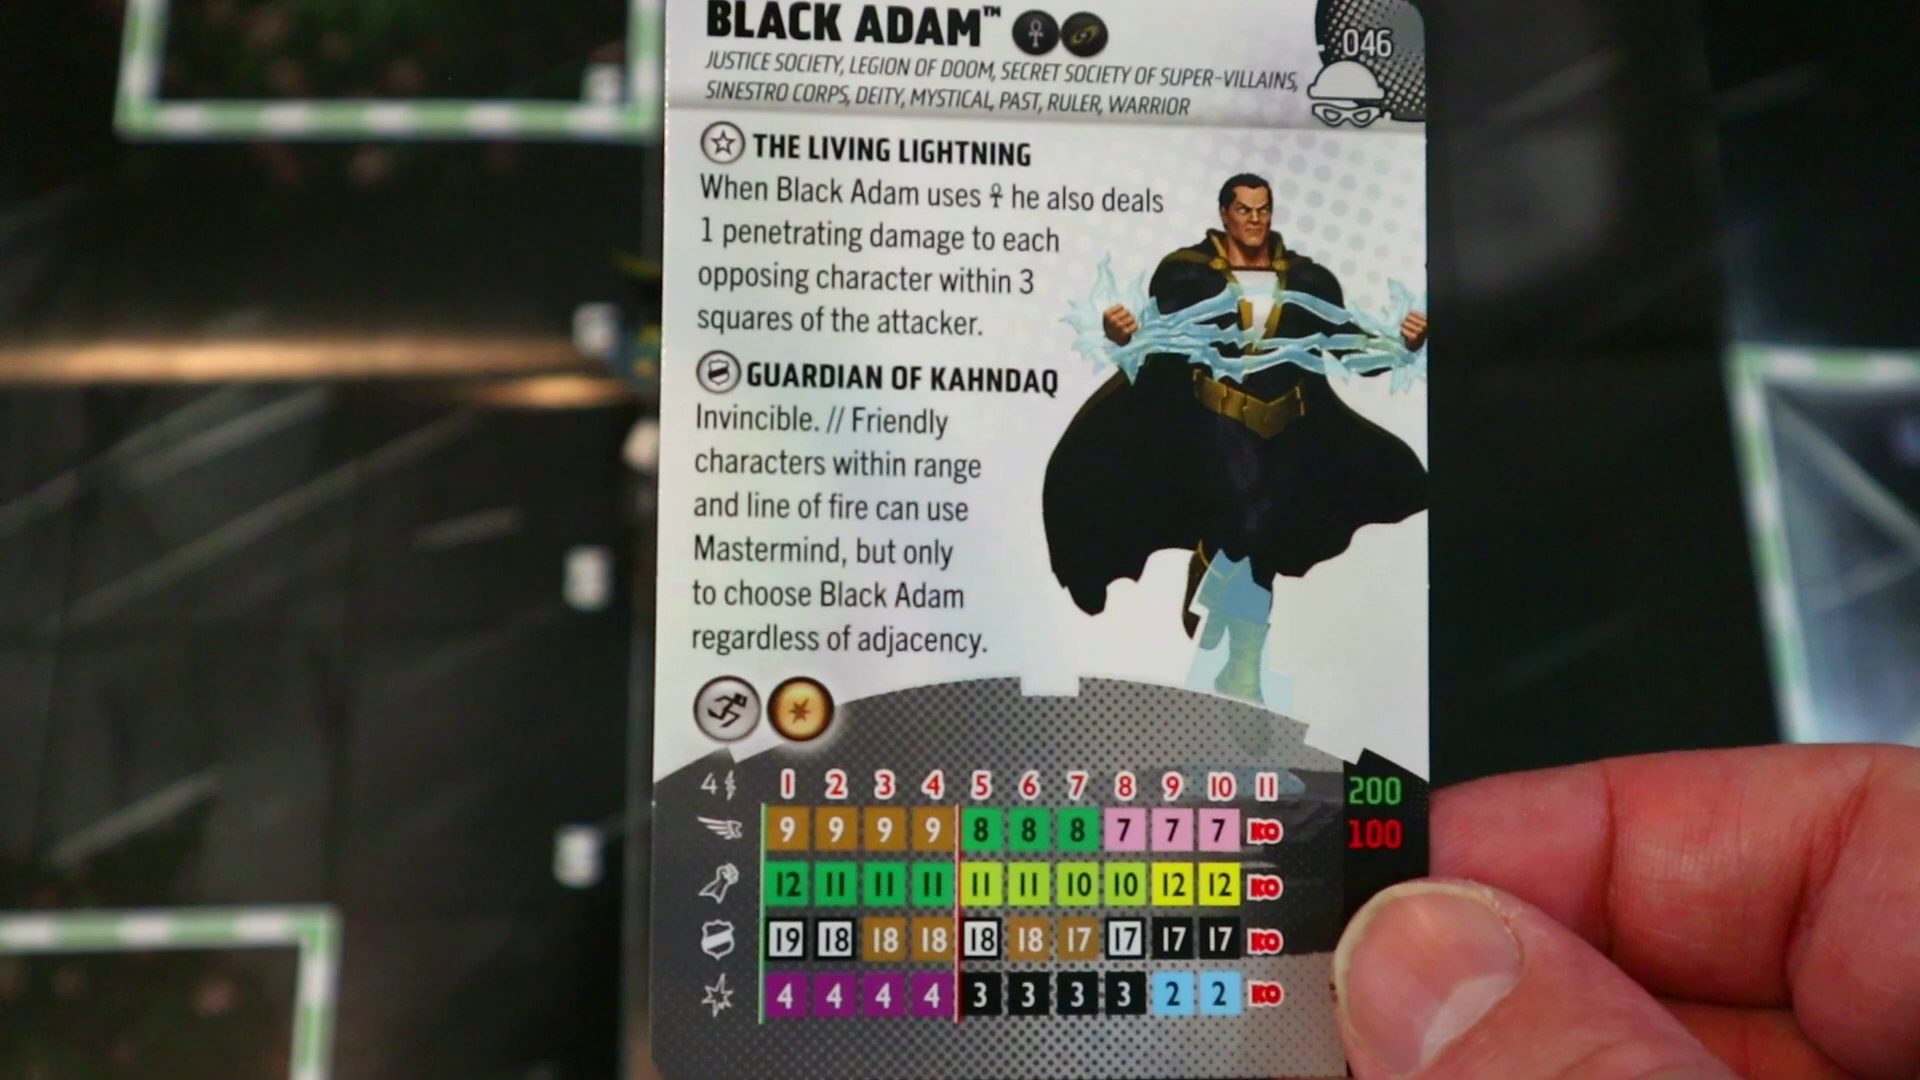 BLACK ADAM™
046
JUSTICE SOCIETY, LEGION OF DOOM, SECRET SOCIETY OF SUPER-VILLAINS,
SINESTRO CORPS, DEITY, MYSTICAL, PAST, RULER, WARRIOR
THE LIVING LIGHTNING
When Black Adam uses ☥ he also deals
1 penetrating damage to each
opposing character within 3
squares of the attacker.
GUARDIAN OF KAHNDAQ
Invincible. // Friendly
characters within range
and line of fire can use
Mastermind, but only
to choose Black Adam
regardless of adjacency.
4 1 2 3 4 5 6 7 8 9 10 11 200
9 9 9 9 8 8 8 7 7 7 KO 100
12 11 11 11 11 11 10 10 12 12 KO
19 18 18 18 18 18 17 17 17 17 KO
4 4 4 4 3 3 3 3 2 2 KO